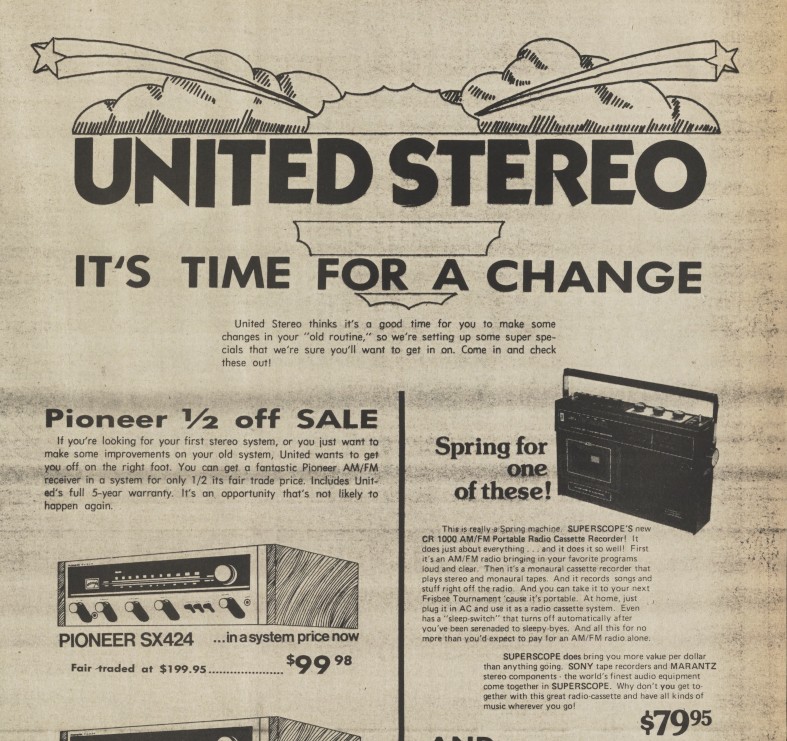 UNITED STEREO
IT'S TIME FOR A CHANGE
United Stereo thinks it's a good time for you to make some
changes in your "old routine," so we're setting up some super spe-
cials that we're sure you'll want to get in on. Come in and check
these out!
Pioneer ½ off SALE
If you're looking for your first stereo system, or you just want to
make some improvements on your old system, United wants to get
you off on the right foot. You can get a fantastic Pioneer AM/FM
receiver in a system for only 1/2 its fair trade price. Includes Unit-
ed's full 5-year warranty. It's an opportunity that's not likely to
happen again.
PIONEER SX424 ...in a system price now
Fair traded at $199.95.................... $99 98
Spring for
one
of these!
This is really a Spring machine. SUPERSCOPE'S new
CR 1000 AM/FM Portable Radio Cassette Recorder! It
does just about everything . . . and it does it so well! First
it's an AM/FM radio bringing in your favorite programs
loud and clear. Then it's a monaural cassette recorder that
plays stereo and monaural tapes. And it records songs and
stuff right off the radio. And you can take it to your next
Frisbee Tournament 'cause it's portable. At home, just
plug it in AC and use it as a radio cassette system. Even
has a "sleep-switch" that turns off automatically after
you've been serenaded to sleepy-byes. And all this for no
more than you'd expect to pay for an AM/FM radio alone.
SUPERSCOPE does bring you more value per dollar
than anything going. SONY tape recorders and MARANTZ
stereo components - the world's finest audio equipment
come together in SUPERSCOPE. Why don't you get to-
gether with this great radio-cassette and have all kinds of
music wherever you go!
$79 95
AND